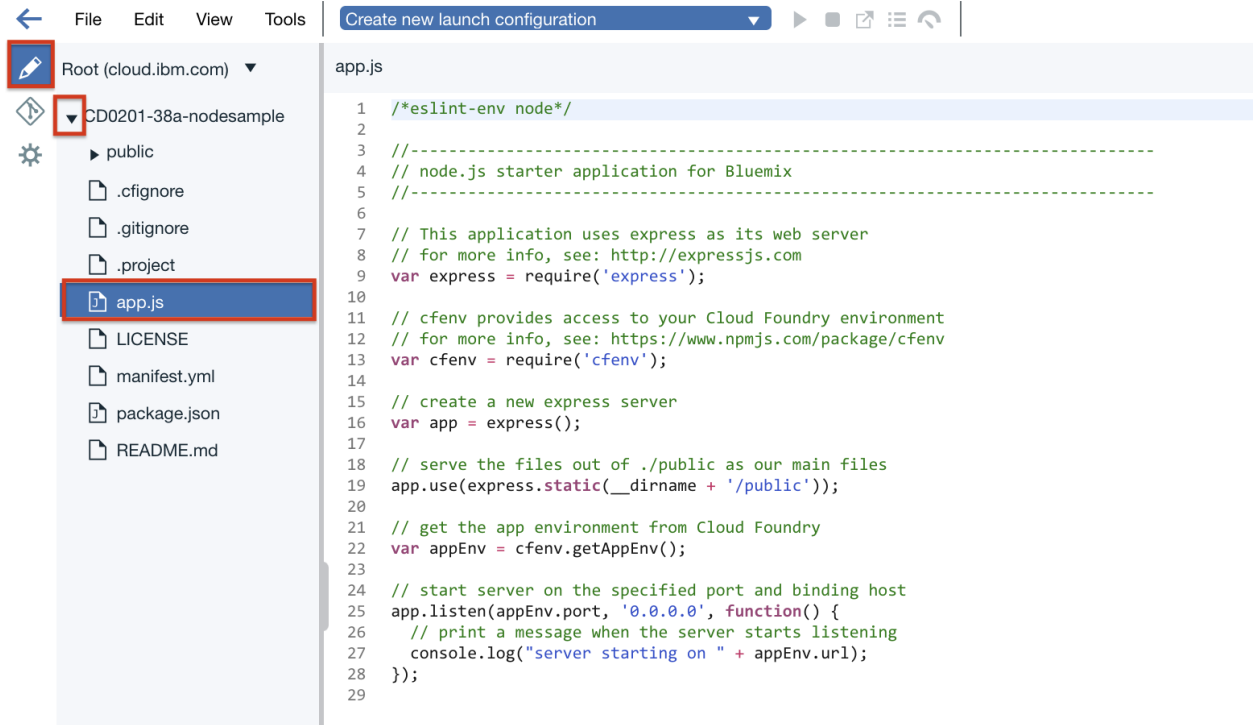 File Edit View Tools Create new launch configuration
Root (cloud.ibm.com)
CD0201-38a-nodesample
public
.cfignore
.gitignore
.project
app.js
LICENSE
manifest.yml
package.json
README.md
app.js
1 /*eslint-env node*/
2
3 //------------------------------------------------------------------------------
4 // node.js starter application for Bluemix
5 //------------------------------------------------------------------------------
6
7 // This application uses express as its web server
8 // for more info, see: http://expressjs.com
9 var express = require('express');
10
11 // cfenv provides access to your Cloud Foundry environment
12 // for more info, see: https://www.npmjs.com/package/cfenv
13 var cfenv = require('cfenv');
14
15 // create a new express server
16 var app = express();
17
18 // serve the files out of ./public as our main files
19 app.use(express.static(__dirname + '/public'));
20
21 // get the app environment from Cloud Foundry
22 var appEnv = cfenv.getAppEnv();
23
24 // start server on the specified port and binding host
25 app.listen(appEnv.port, '0.0.0.0', function() {
26   // print a message when the server starts listening
27   console.log("server starting on " + appEnv.url);
28 });
29